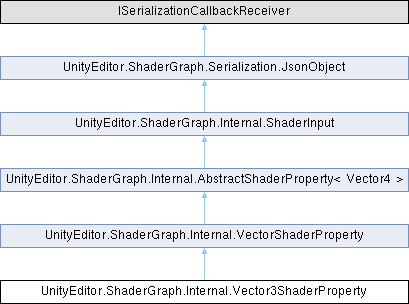 ISerializationCallbackReceiver
UnityEditor.ShaderGraph.Serialization.JsonObject
UnityEditor.ShaderGraph.Internal.ShaderInput
UnityEditor.ShaderGraph.Internal.AbstractShaderProperty< Vector4 >
UnityEditor.ShaderGraph.Internal.VectorShaderProperty
UnityEditor.ShaderGraph.Internal.Vector3ShaderProperty